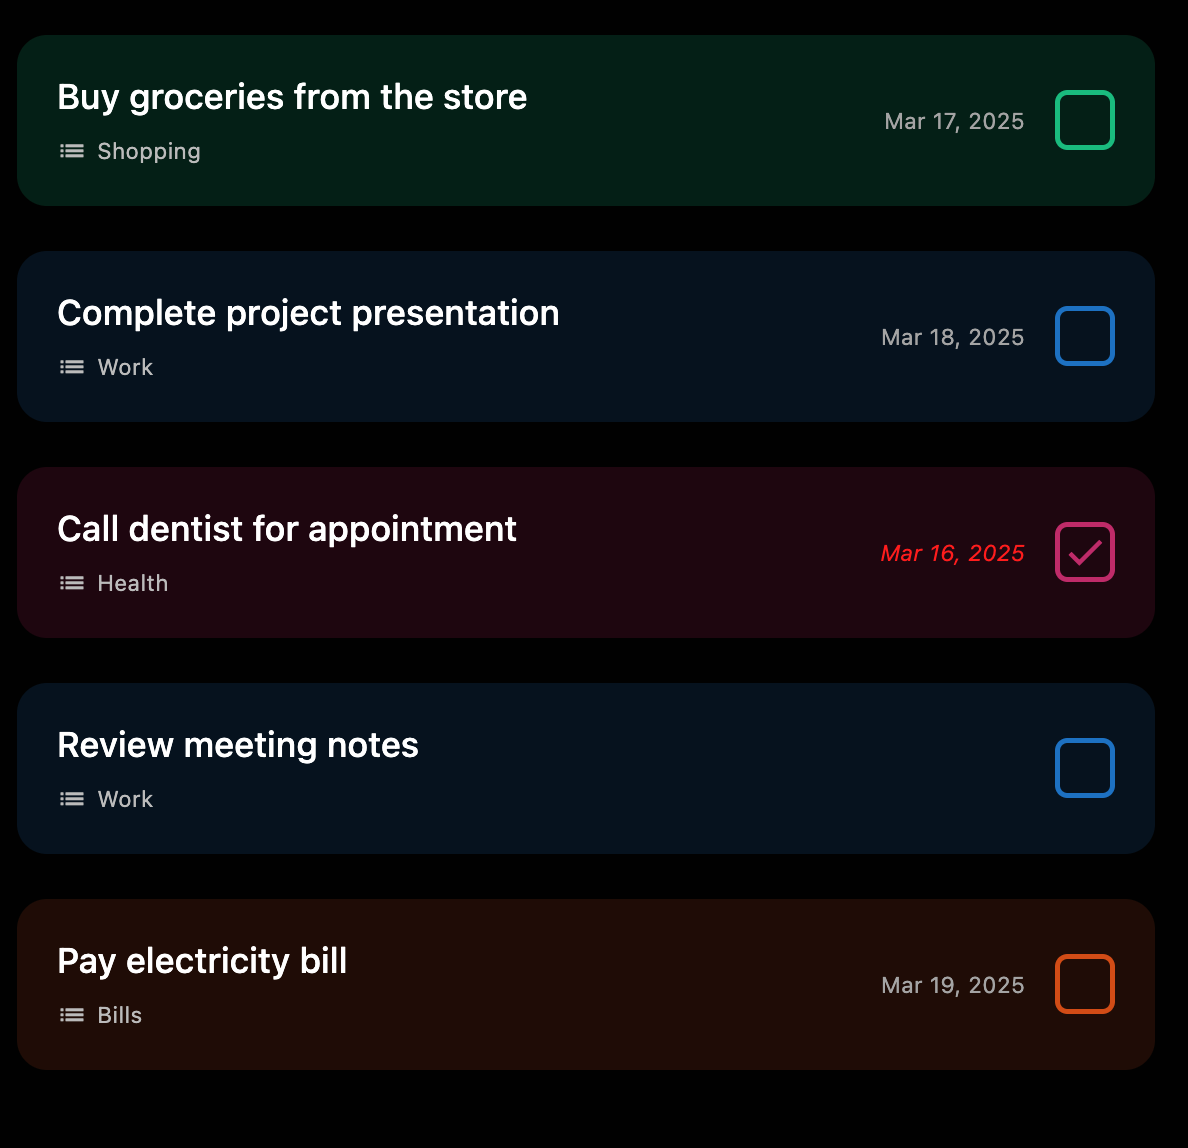 Buy groceries from the store
Shopping
Mar 17, 2025
Complete project presentation
Work
Mar 18, 2025
Call dentist for appointment
Health
Mar 16, 2025
Review meeting notes
Work
Pay electricity bill
Bills
Mar 19, 2025